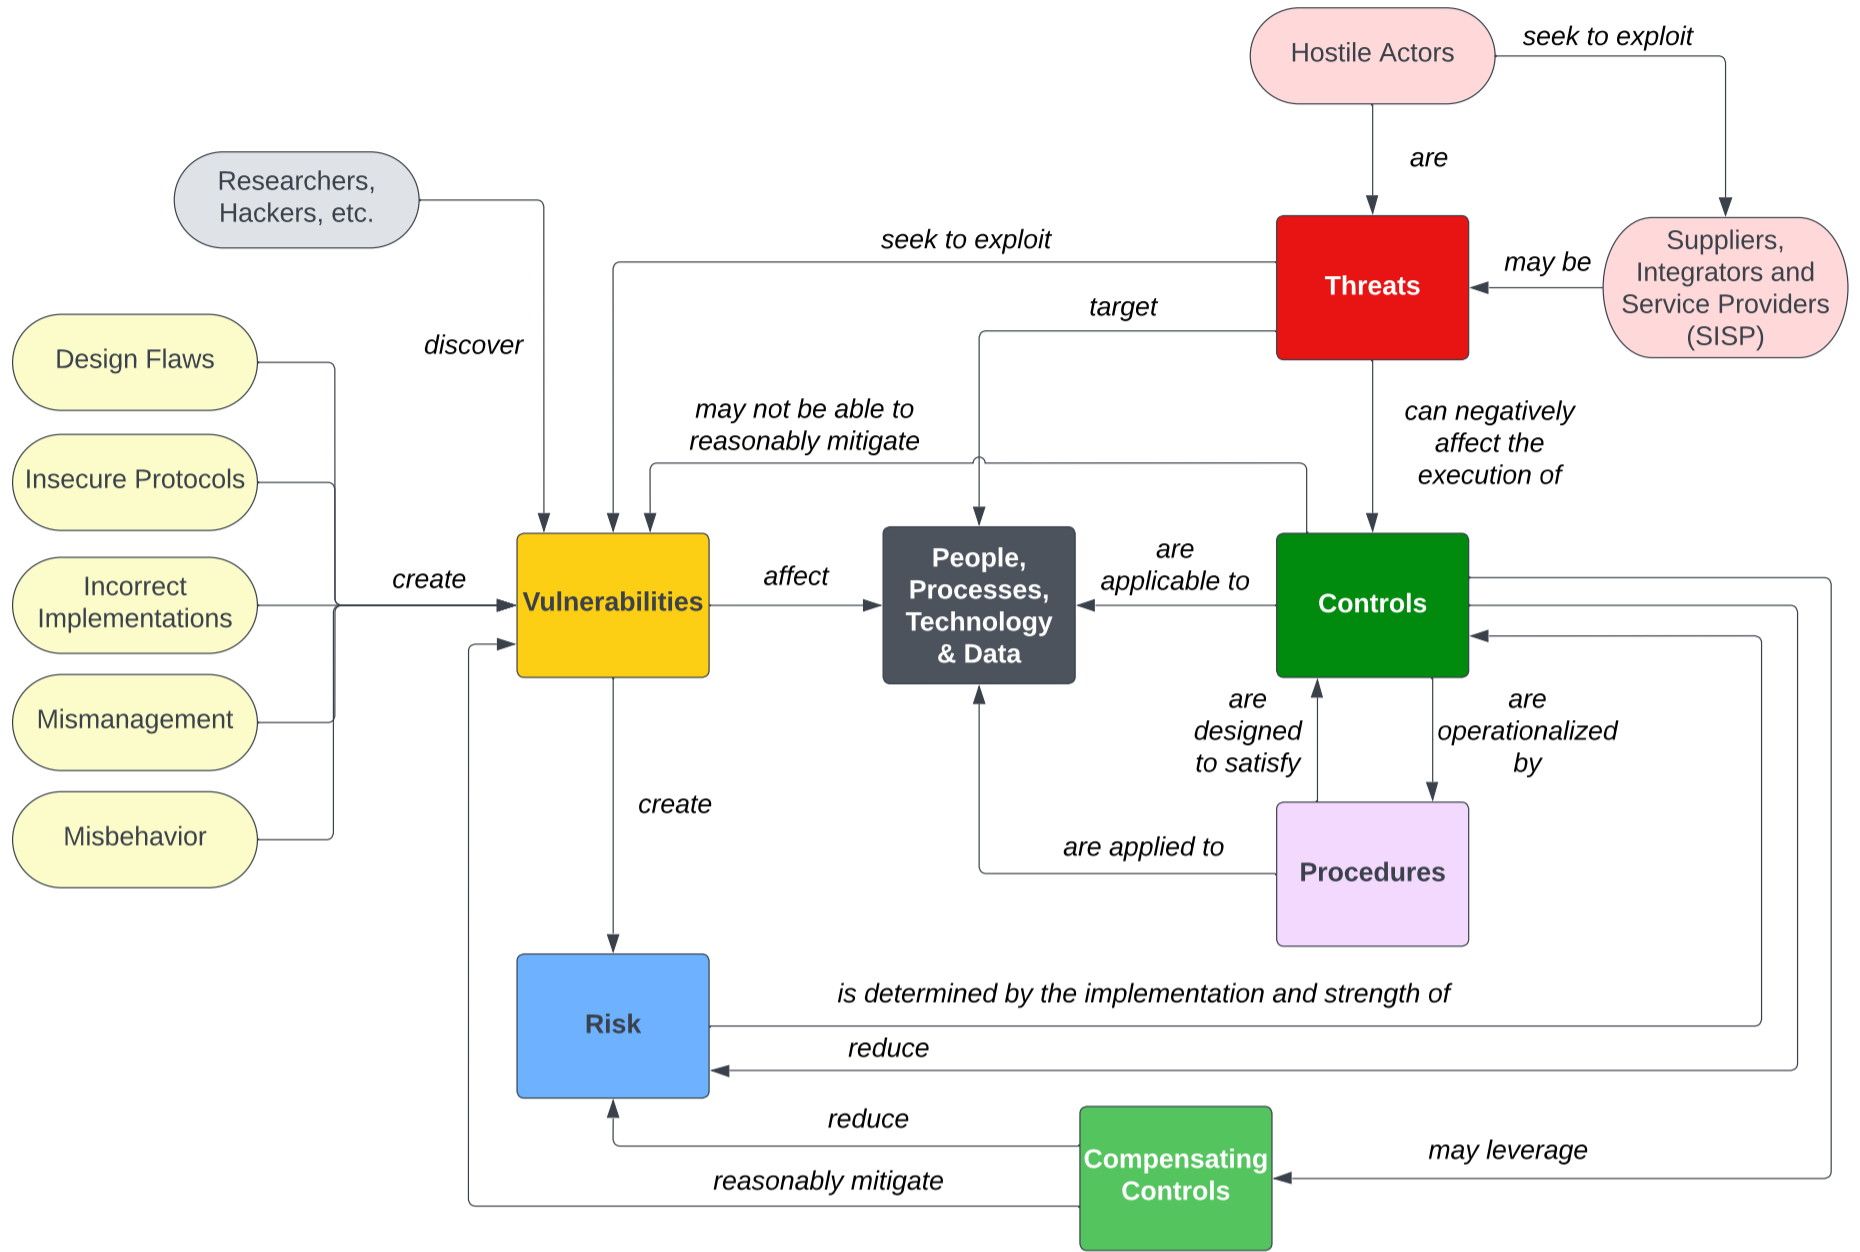 Hostile Actors
seek to exploit
are
Researchers,
Hackers, etc.
seek to exploit
Threats
may be
Suppliers,
Integrators and
Service Providers
(SISP)
target
discover
Design Flaws
may not be able to
reasonably mitigate
can negatively
affect the
execution of
Insecure Protocols
Incorrect
Implementations
create
Vulnerabilities
affect
People,
Processes,
Technology
& Data
are
applicable to
Controls
Mismanagement
are
designed
to satisfy
are
operationalized
by
Misbehavior
create
are applied to
Procedures
Risk
is determined by the implementation and strength of
reduce
reduce
Compensating
Controls
may leverage
reasonably mitigate